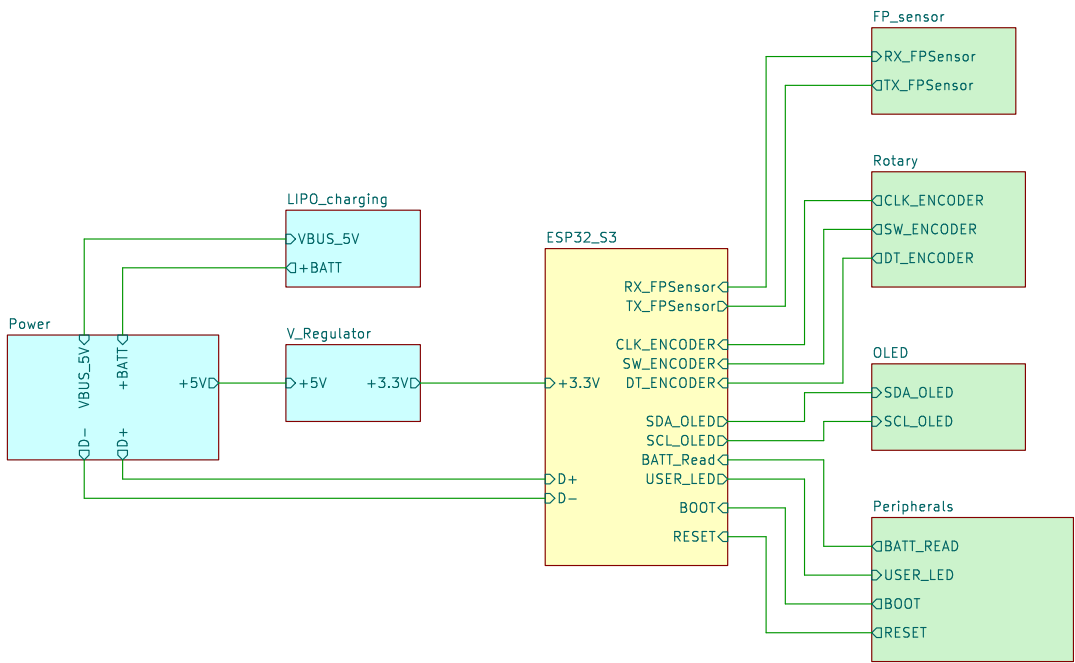 FP_sensor
RX_FPSensor
TX_FPSensor
Rotary
CLK_ENCODER
SW_ENCODER
DT_ENCODER
LIPO_charging
VBUS_5V
+BATT
ESP32_S3
RX_FPSensor
TX_FPSensor
CLK_ENCODER
SW_ENCODER
DT_ENCODER
+3.3V
SDA_OLED
SCL_OLED
BATT_Read
USER_LED
BOOT
RESET
D+
D-
Power
VBUS_5V
+BATT
+5V
D-
D+
V_Regulator
+5V
+3.3V
OLED
SDA_OLED
SCL_OLED
Peripherals
BATT_READ
USER_LED
BOOT
RESET